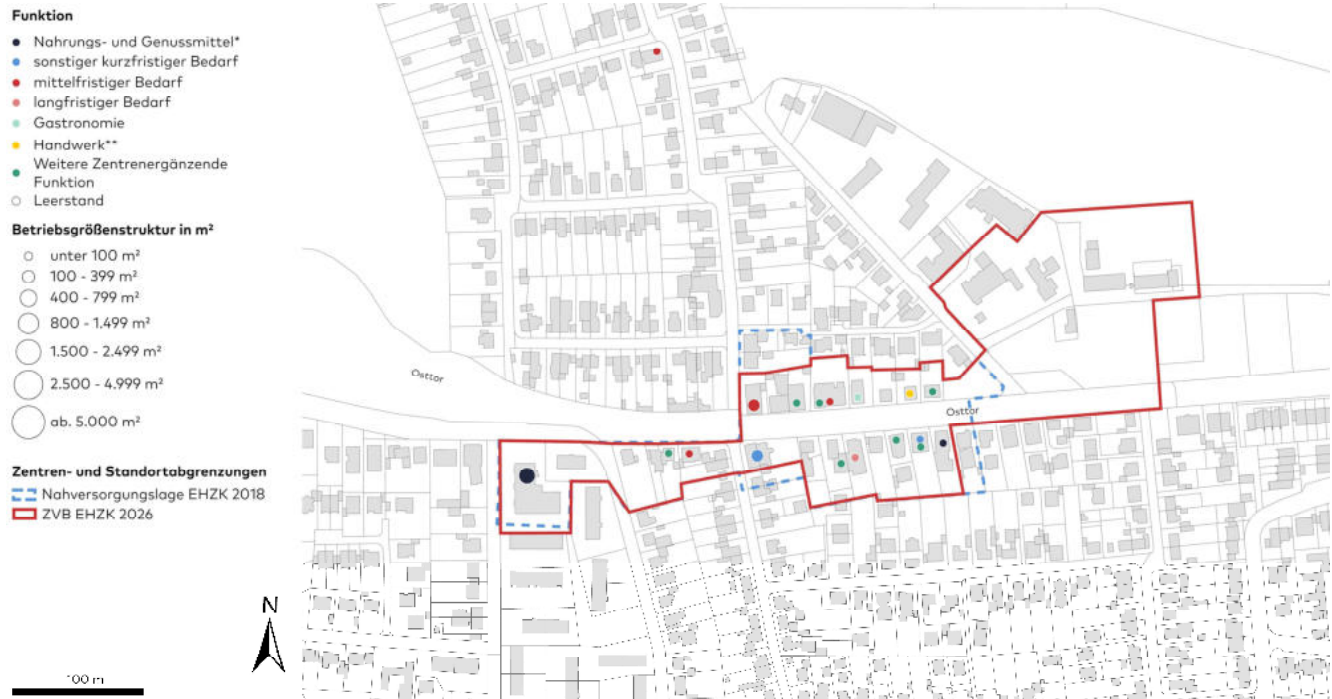 Funktion
Nahrungs- und Genussmittel*
sonstiger kurzfristiger Bedarf
mittelfristiger Bedarf
langfristiger Bedarf
Gastronomie
Handwerk**
Weitere Zentrenergänzende
Funktion
Leerstand
Betriebsgrößenstruktur in m²
unter 100 m²
100 - 399 m²
400 - 799 m²
800 - 1.499 m²
1.500 - 2.499 m²
2.500 - 4.999 m²
ab. 5.000 m²
Zentren- und Standortabgrenzungen
Nahversorgungslage EHZK 2018
ZVB EHZK 2026
N
100 m
Osttor
Osttor